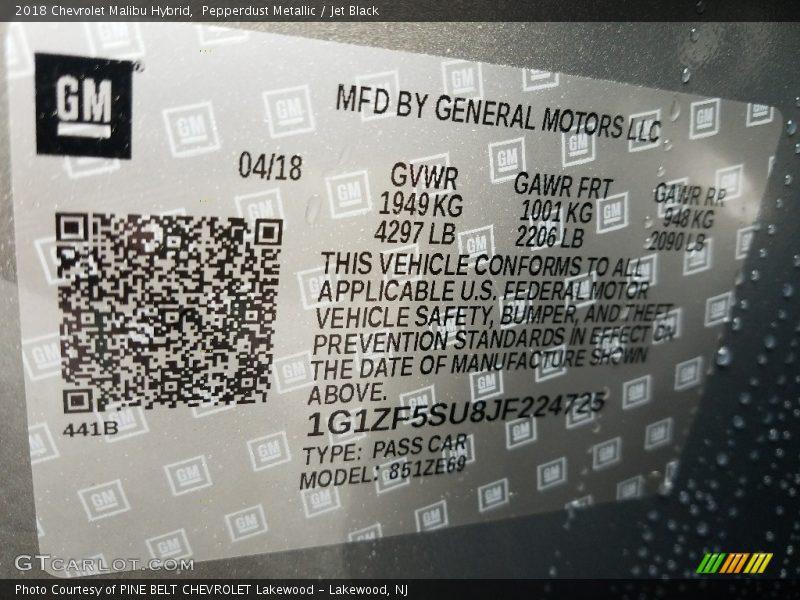 2018 Chevrolet Malibu Hybrid, Pepperdust Metallic / Jet Black
GM
MFD BY GENERAL MOTORS LLC
04/18
GVWR
1949 KG
4297 LB
GAWR FRT
1001 KG
2206 LB
GAWR RR
948 KG
2090 LB
THIS VEHICLE CONFORMS TO ALL
APPLICABLE U.S. FEDERAL MOTOR
VEHICLE SAFETY, BUMPER, AND THEFT
PREVENTION STANDARDS IN EFFECT ON
THE DATE OF MANUFACTURE SHOWN
ABOVE.
1G1ZF5SU8JF224725
TYPE: PASS CAR
MODEL: 851ZE69
441B
GTCarlot.com
Photo Courtesy of PINE BELT CHEVROLET Lakewood - Lakewood, NJ